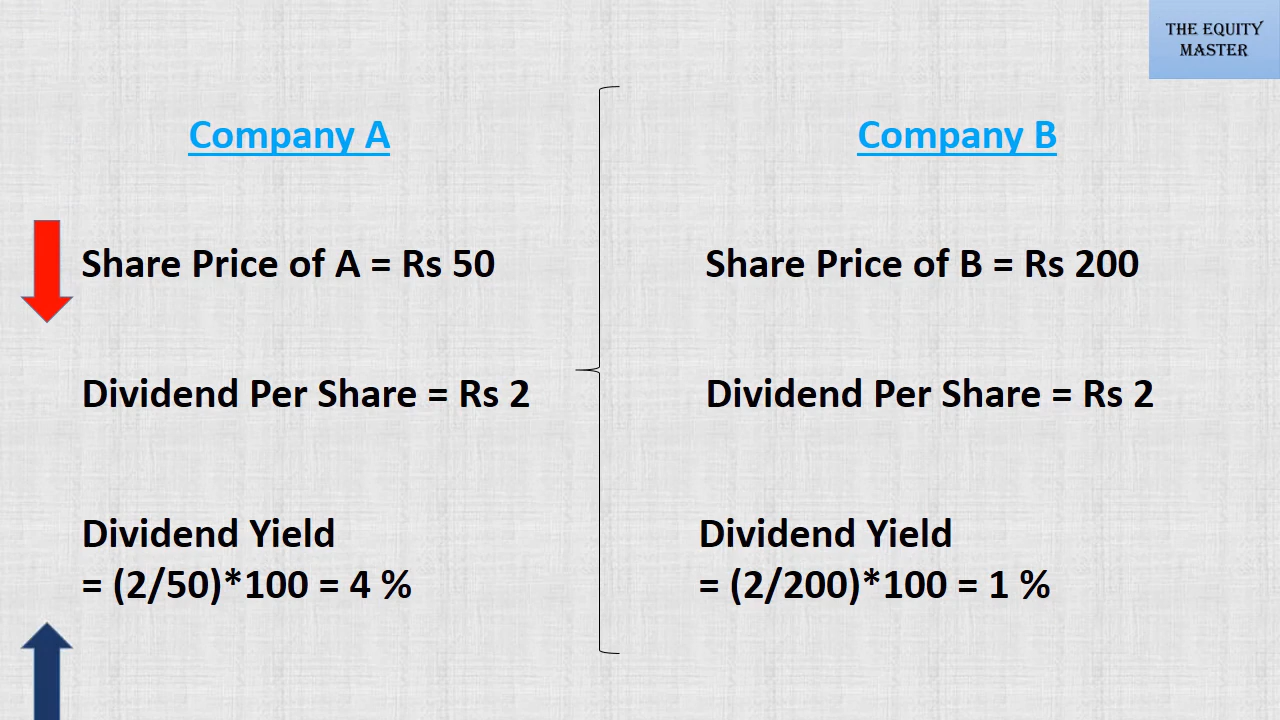 THE EQUITY
MASTER
Company A
Share Price of A = Rs 50
Dividend Per Share = Rs 2
Dividend Yield
= (2/50)*100 = 4 %
Company B
Share Price of B = Rs 200
Dividend Per Share = Rs 2
Dividend Yield
= (2/200)*100 = 1 %